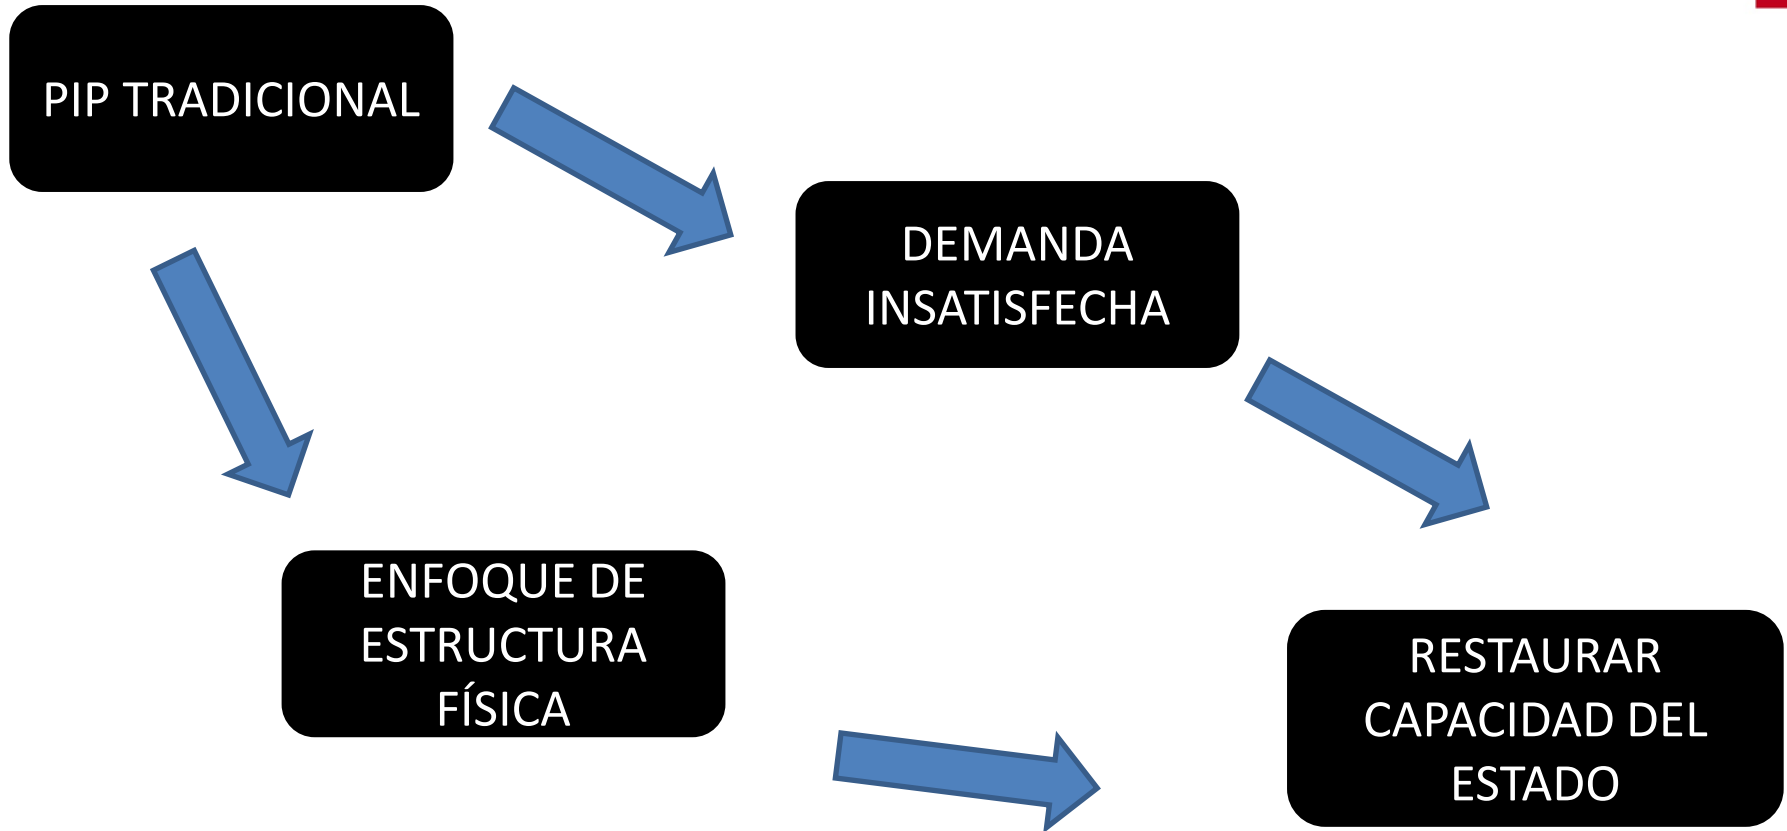 PIP TRADICIONAL
DEMANDA
INSATISFECHA
ENFOQUE DE
ESTRUCTURA
FÍSICA
RESTAURAR
CAPACIDAD DEL
ESTADO